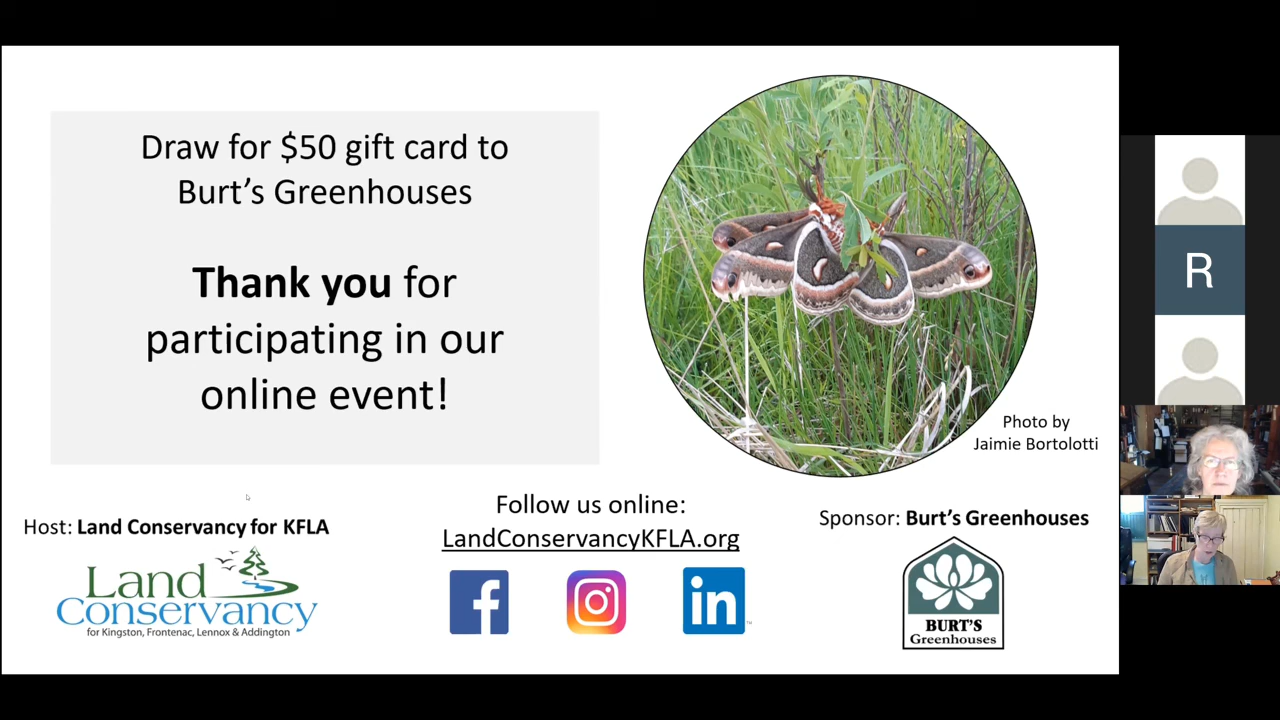 Draw for $50 gift card to
Burt's Greenhouses
Thank you for
participating in our
online event!
Photo by
Jaimie Bortolotti
Host: Land Conservancy for KFLA
Land
Conservancy
for Kingston, Frontenac, Lennox & Addington
Follow us online:
LandConservancyKFLA.org
f
in
TM
Sponsor: Burt's Greenhouses
BURT'S
Greenhouses
R